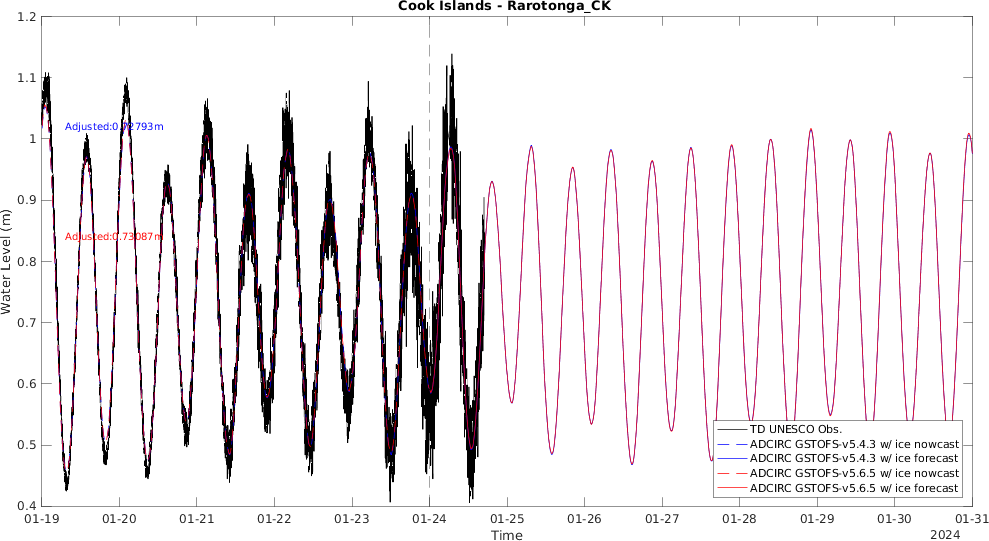 Cook Islands - Rarotonga_CK
1.2
1.1
1
0.9
0.8
0.7
0.6
0.5
0.4
Water Level (m)
Adjusted:0.72793m
Adjusted:0.73087m
TD UNESCO Obs.
ADCIRC GSTOFS-v5.4.3 w/ ice nowcast
ADCIRC GSTOFS-v5.4.3 w/ ice forecast
ADCIRC GSTOFS-v5.6.5 w/ ice nowcast
ADCIRC GSTOFS-v5.6.5 w/ ice forecast
01-19 01-20 01-21 01-22 01-23 01-24 01-25 01-26 01-27 01-28 01-29 01-30 01-31
Time
2024